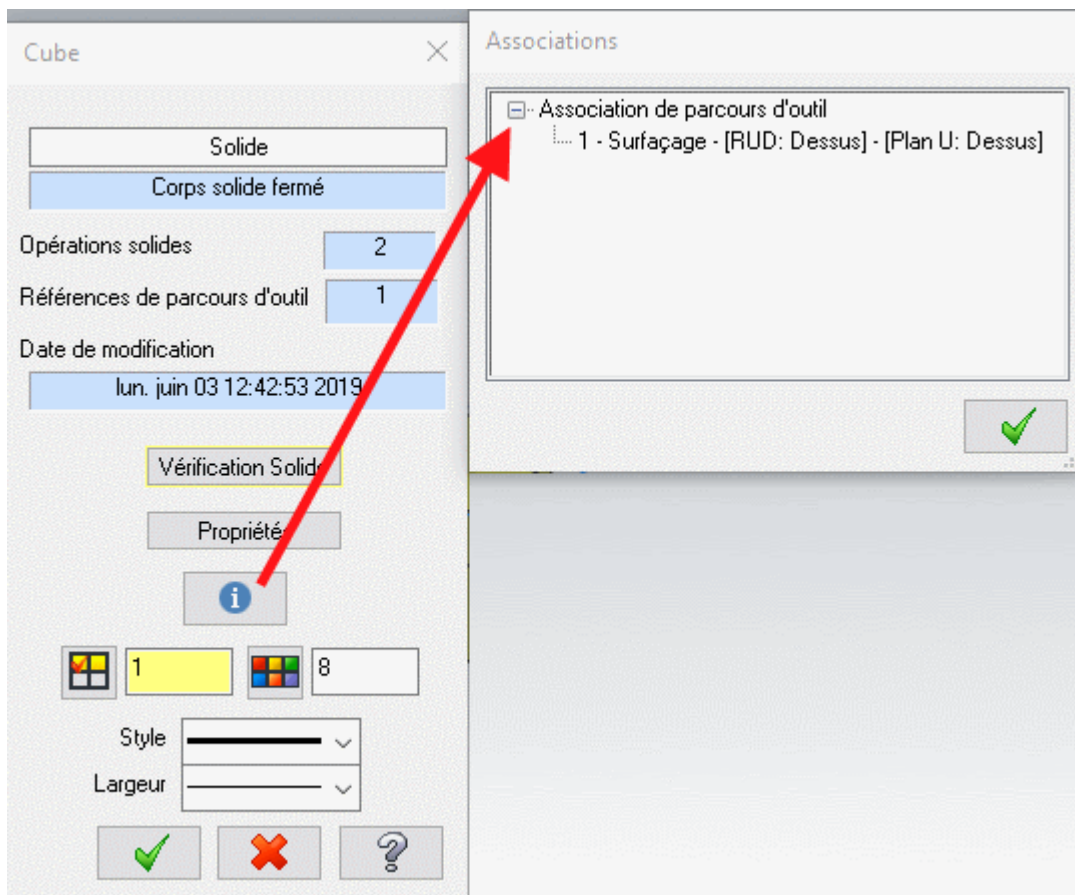 Cube
Solide
Corps solide fermé
Opérations solides 2
Références de parcours d'outil 1
Date de modification
lun. juin 03 12:42:53 2019
Vérification Solide
Propriétés
1 8
Style
Largeur
Associations
Association de parcours d'outil
1 - Surfaçage - [RUD: Dessus] - [Plan U: Dessus]